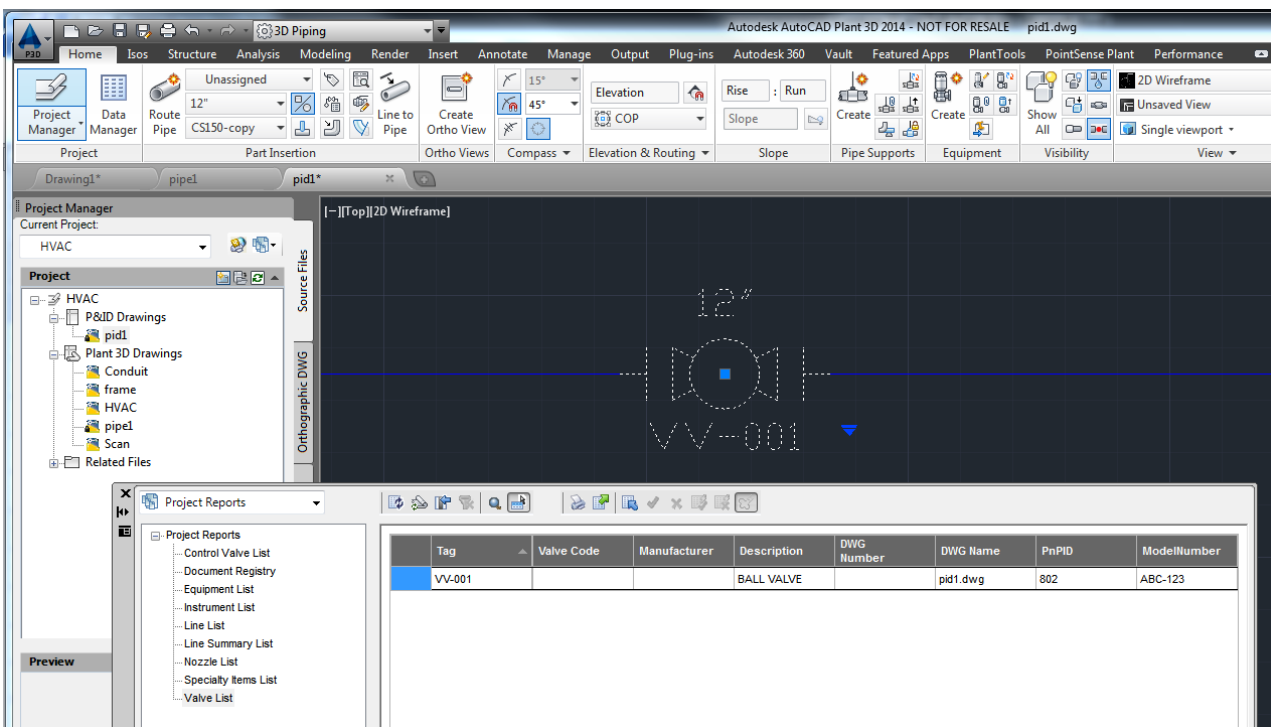 3D Piping
Autodesk AutoCAD Plant 3D 2014 - NOT FOR RESALE pid1.dwg
P3D
Home Isos Structure Analysis Modeling Render Insert Annotate Manage Output Plug-ins Autodesk 360 Vault Featured Apps PlantTools PointSense Plant Performance
Project Manager
Data Manager
Route Pipe
Unassigned
12"
CS150-copy
Line to Pipe
Create Ortho View
15°
45°
Elevation
COP
Rise : Run
Slope
Create
Create
Show All
2D Wireframe
Unsaved View
Single viewport
Project Part Insertion Ortho Views Compass Elevation & Routing Slope Pipe Supports Equipment Visibility View
Drawing1* pipe1 pid1*
Project Manager
Current Project:
HVAC
Project
HVAC
P&ID Drawings
pid1
Plant 3D Drawings
Conduit
frame
HVAC
pipe1
Scan
Related Files
Source Files
Orthographic DWG
Preview
[−][Top][2D Wireframe]
12"
VV-001
Project Reports
Project Reports
Control Valve List
Document Registry
Equipment List
Instrument List
Line List
Line Summary List
Nozzle List
Specialty Items List
Valve List
Tag Valve Code Manufacturer Description DWG Number DWG Name PnPID ModelNumber
VV-001 BALL VALVE pid1.dwg 802 ABC-123